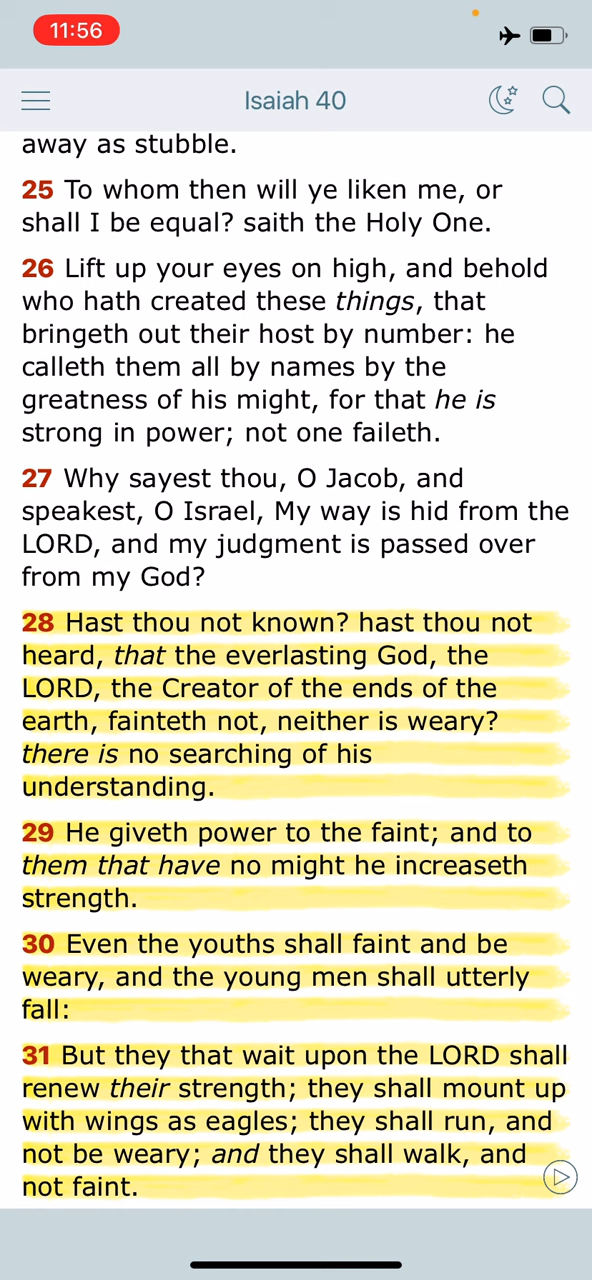 11:56
Isaiah 40
away as stubble.
25 To whom then will ye liken me, or
shall I be equal? saith the Holy One.
26 Lift up your eyes on high, and behold
who hath created these things, that
bringeth out their host by number: he
calleth them all by names by the
greatness of his might, for that he is
strong in power; not one faileth.
27 Why sayest thou, O Jacob, and
speakest, O Israel, My way is hid from the
LORD, and my judgment is passed over
from my God?
28 Hast thou not known? hast thou not
heard, that the everlasting God, the
LORD, the Creator of the ends of the
earth, fainteth not, neither is weary?
there is no searching of his
understanding.
29 He giveth power to the faint; and to
them that have no might he increaseth
strength.
30 Even the youths shall faint and be
weary, and the young men shall utterly
fall:
31 But they that wait upon the LORD shall
renew their strength; they shall mount up
with wings as eagles; they shall run, and
not be weary; and they shall walk, and
not faint.